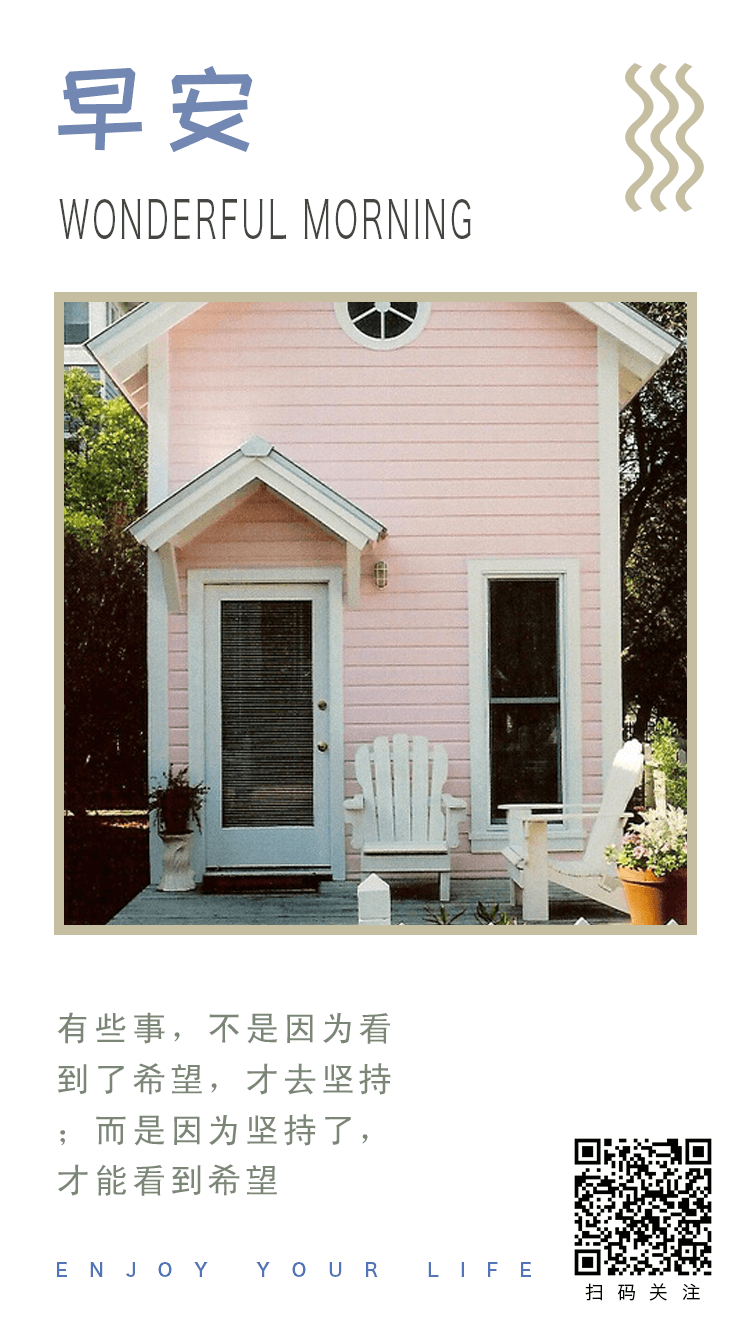 早安
WONDERFUL MORNING
有些事，不是因为看
到了希望，才去坚持
；而是因为坚持了，
才能看到希望
ENJOY YOUR LIFE
扫码关注